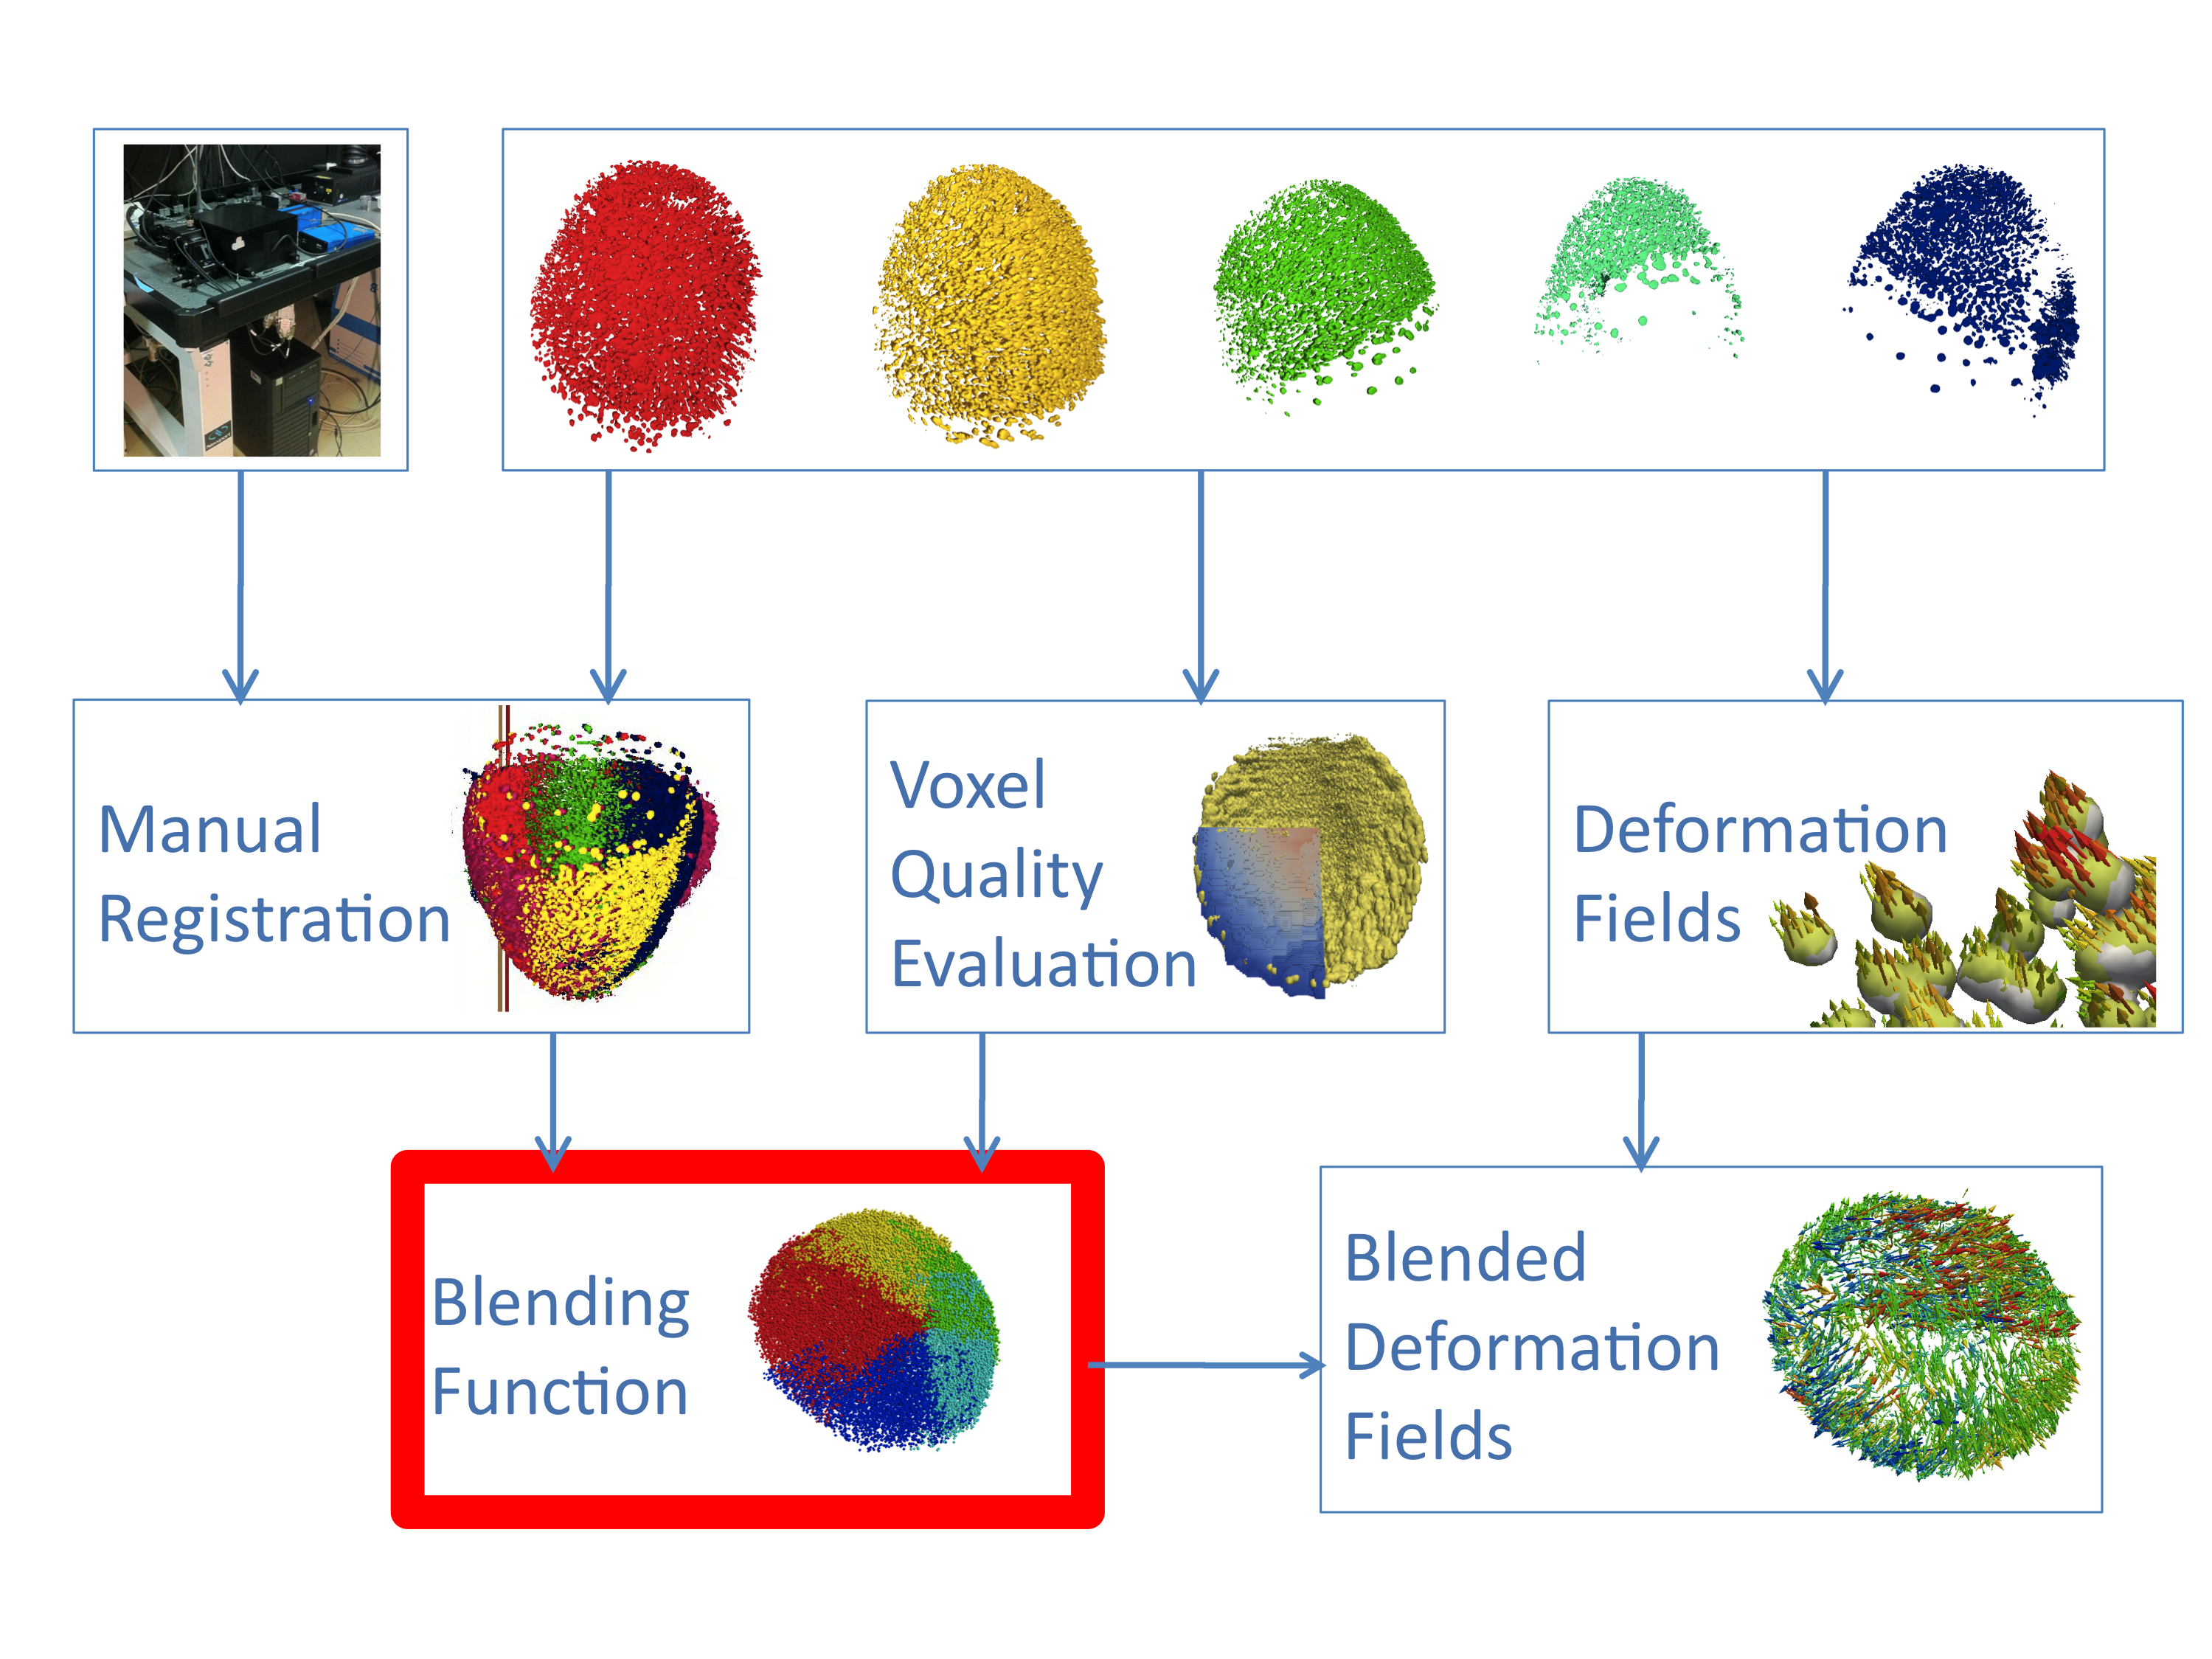 Manual
Registration
Voxel
Quality
Evaluation
Deformation
Fields
Blending
Function
Blended
Deformation
Fields